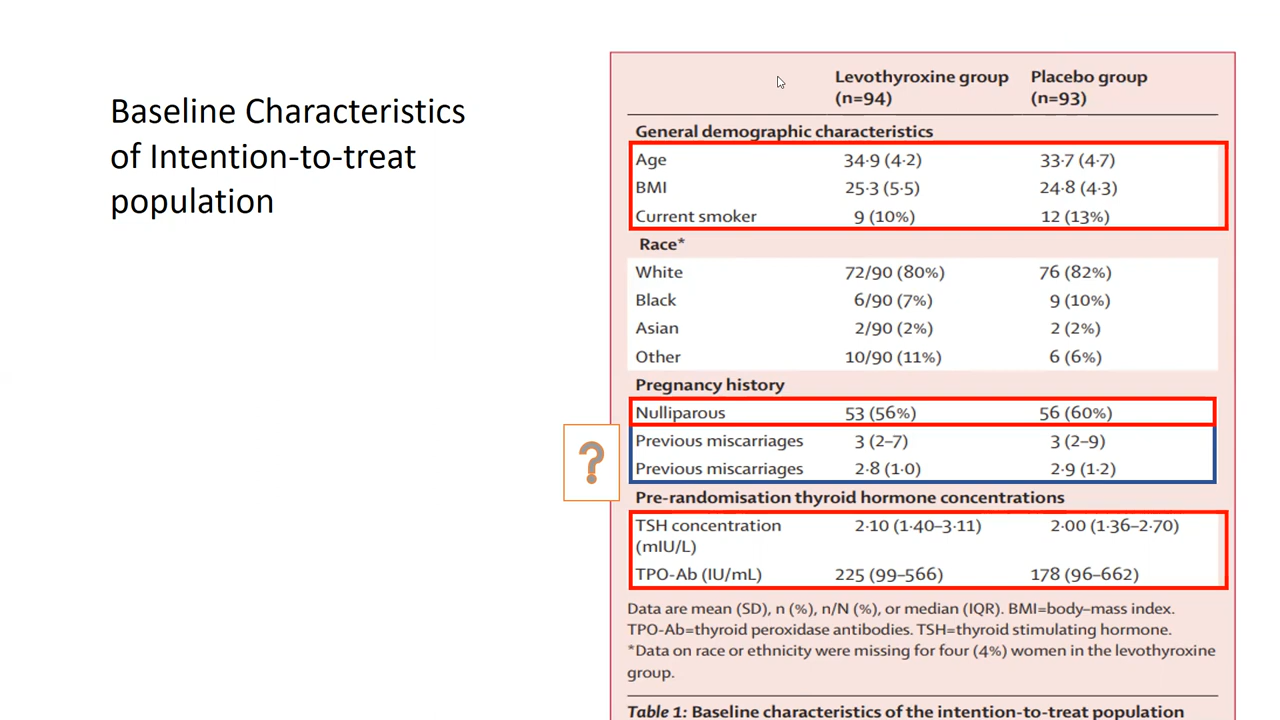 Baseline Characteristics
of Intention-to-treat
population
Levothyroxine group Placebo group
(n=94) (n=93)
General demographic characteristics
Age 34·9 (4·2) 33·7 (4·7)
BMI 25·3 (5·5) 24·8 (4·3)
Current smoker 9 (10%) 12 (13%)
Race*
White 72/90 (80%) 76 (82%)
Black 6/90 (7%) 9 (10%)
Asian 2/90 (2%) 2 (2%)
Other 10/90 (11%) 6 (6%)
Pregnancy history
Nulliparous 53 (56%) 56 (60%)
?
Previous miscarriages 3 (2–7) 3 (2–9)
Previous miscarriages 2·8 (1·0) 2·9 (1·2)
Pre-randomisation thyroid hormone concentrations
TSH concentration 2·10 (1·40–3·11) 2·00 (1·36–2·70)
(mIU/L)
TPO-Ab (IU/mL) 225 (99–566) 178 (96–662)
Data are mean (SD), n (%), n/N (%), or median (IQR). BMI=body–mass index.
TPO-Ab=thyroid peroxidase antibodies. TSH=thyroid stimulating hormone.
*Data on race or ethnicity were missing for four (4%) women in the levothyroxine
group.
Table 1: Baseline characteristics of the intention-to-treat population